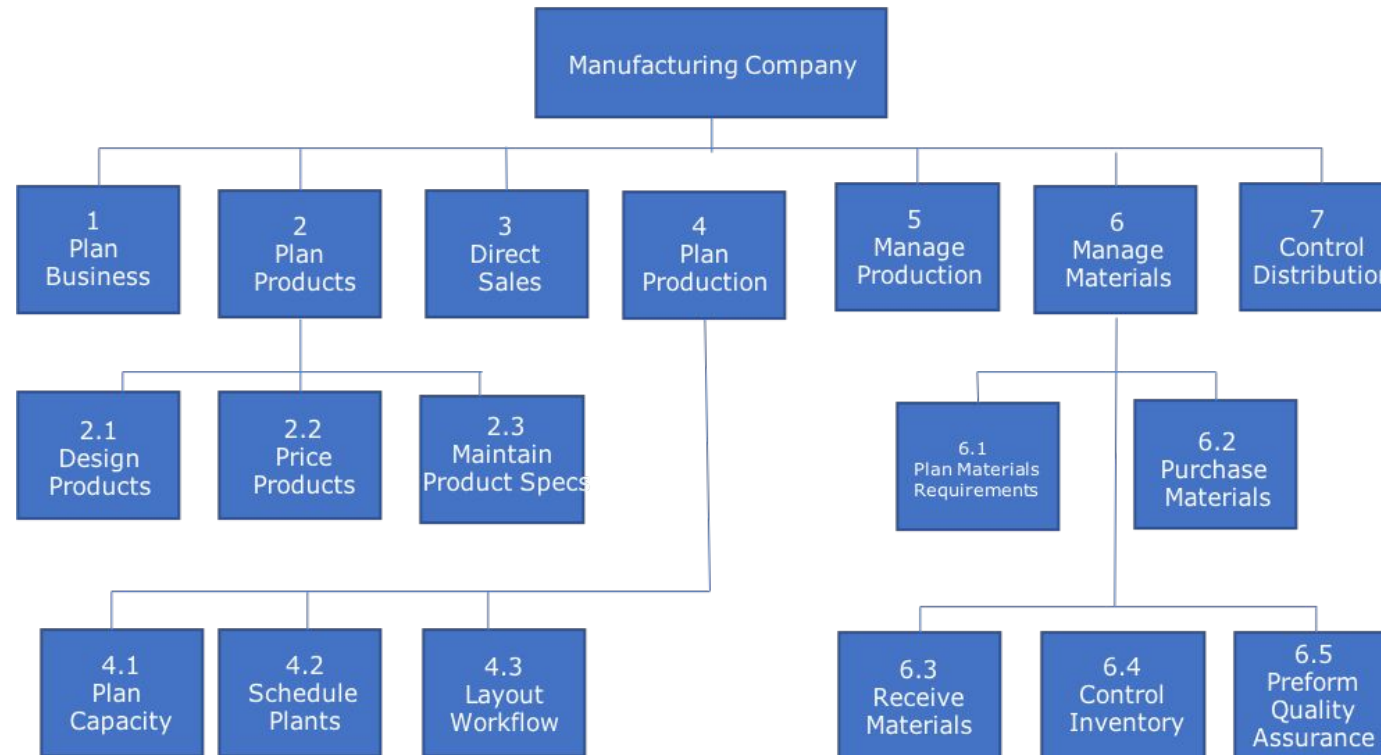 Manufacturing Company
1
Plan
Business
2
Plan
Products
3
Direct
Sales
4
Plan
Production
5
Manage
Production
6
Manage
Materials
7
Control
Distribution
2.1
Design
Products
2.2
Price
Products
2.3
Maintain
Product Specs
6.1
Plan Materials
Requirements
6.2
Purchase
Materials
4.1
Plan
Capacity
4.2
Schedule
Plants
4.3
Layout
Workflow
6.3
Receive
Materials
6.4
Control
Inventory
6.5
Preform
Quality
Assurance